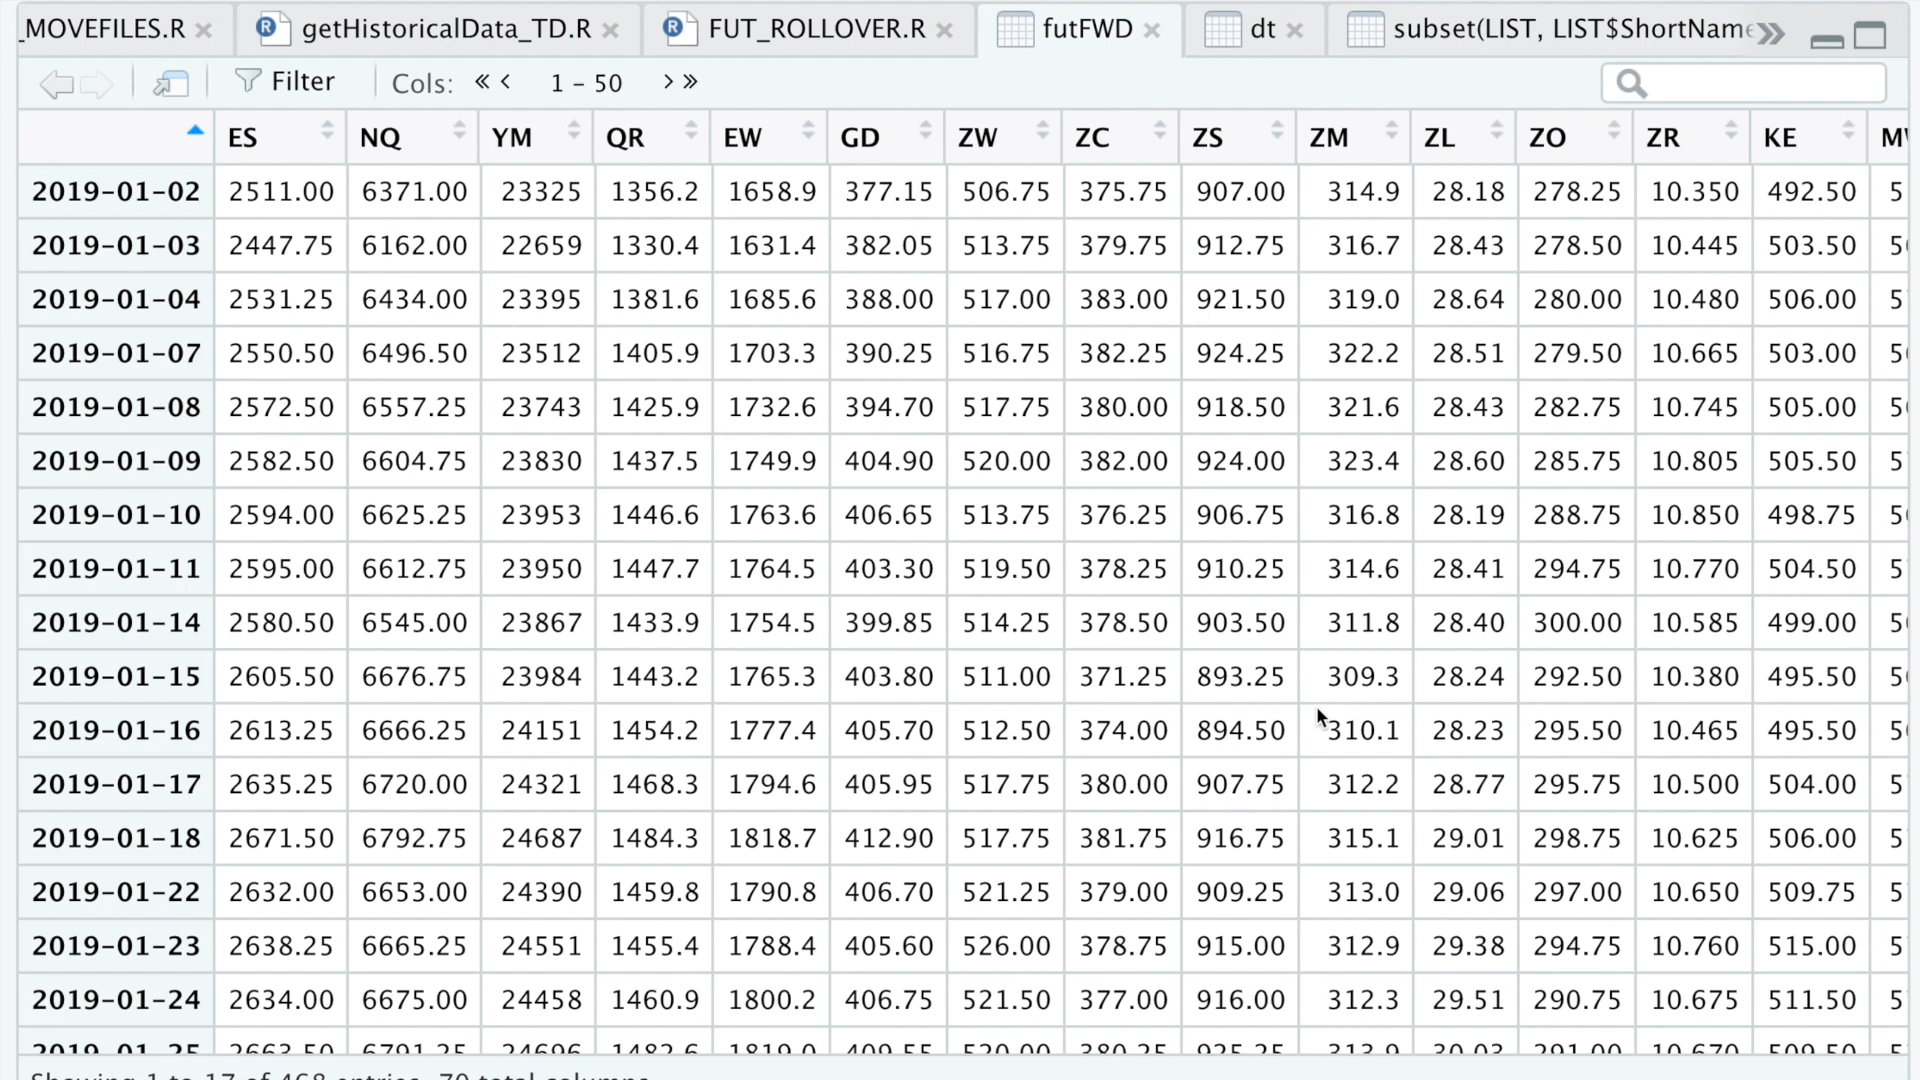 _MOVEFILES.R getHistoricalData_TD.R FUT_ROLLOVER.R futFWD dt subset(LIST, LIST$ShortName
Filter Cols: 1 - 50
ES NQ YM QR EW GD ZW ZC ZS ZM ZL ZO ZR KE
2019-01-02 2511.00 6371.00 23325 1356.2 1658.9 377.15 506.75 375.75 907.00 314.9 28.18 278.25 10.350 492.50 5
2019-01-03 2447.75 6162.00 22659 1330.4 1631.4 382.05 513.75 379.75 912.75 316.7 28.43 278.50 10.445 503.50 5
2019-01-04 2531.25 6434.00 23395 1381.6 1685.6 388.00 517.00 383.00 921.50 319.0 28.64 280.00 10.480 506.00 5
2019-01-07 2550.50 6496.50 23512 1405.9 1703.3 390.25 516.75 382.25 924.25 322.2 28.51 279.50 10.665 503.00 5
2019-01-08 2572.50 6557.25 23743 1425.9 1732.6 394.70 517.75 380.00 918.50 321.6 28.43 282.75 10.745 505.00 5
2019-01-09 2582.50 6604.75 23830 1437.5 1749.9 404.90 520.00 382.00 924.00 323.4 28.60 285.75 10.805 505.50 5
2019-01-10 2594.00 6625.25 23953 1446.6 1763.6 406.65 513.75 376.25 906.75 316.8 28.19 288.75 10.850 498.75 5
2019-01-11 2595.00 6612.75 23950 1447.7 1764.5 403.30 519.50 378.25 910.25 314.6 28.41 294.75 10.770 504.50 5
2019-01-14 2580.50 6545.00 23867 1433.9 1754.5 399.85 514.25 378.50 903.50 311.8 28.40 300.00 10.585 499.00 5
2019-01-15 2605.50 6676.75 23984 1443.2 1765.3 403.80 511.00 371.25 893.25 309.3 28.24 292.50 10.380 495.50 5
2019-01-16 2613.25 6666.25 24151 1454.2 1777.4 405.70 512.50 374.00 894.50 310.1 28.23 295.50 10.465 495.50 5
2019-01-17 2635.25 6720.00 24321 1468.3 1794.6 405.95 517.75 380.00 907.75 312.2 28.77 295.75 10.500 504.00 5
2019-01-18 2671.50 6792.75 24687 1484.3 1818.7 412.90 517.75 381.75 916.75 315.1 29.01 298.75 10.625 506.00 5
2019-01-22 2632.00 6653.00 24390 1459.8 1790.8 406.70 521.25 379.00 909.25 313.0 29.06 297.00 10.650 509.75 5
2019-01-23 2638.25 6665.25 24551 1455.4 1788.4 405.60 526.00 378.75 915.00 312.9 29.38 294.75 10.760 515.00 5
2019-01-24 2634.00 6675.00 24458 1460.9 1800.2 406.75 521.50 377.00 916.00 312.3 29.51 290.75 10.675 511.50 5
2019-01-25 2663.50 6791.25 24696 1482.6 1819.0 409.55 520.00 380.25 925.25 313.9 30.03 291.00 10.670 509.50
Showing 1 to 17 of 468 entries, 70 total columns